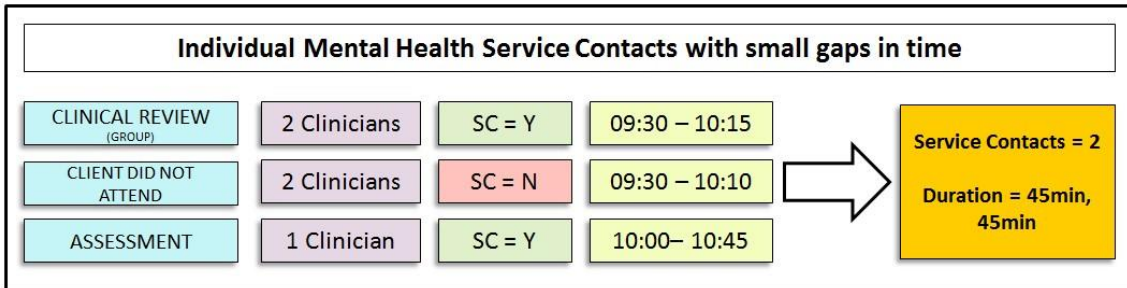 Individual Mental Health Service Contacts with small gaps in time
CLINICAL REVIEW
(GROUP)
2 Clinicians
SC = Y
09:30 – 10:15
CLIENT DID NOT
ATTEND
2 Clinicians
SC = N
09:30 – 10:10
ASSESSMENT
1 Clinician
SC = Y
10:00– 10:45
Service Contacts = 2
Duration = 45min,
45min